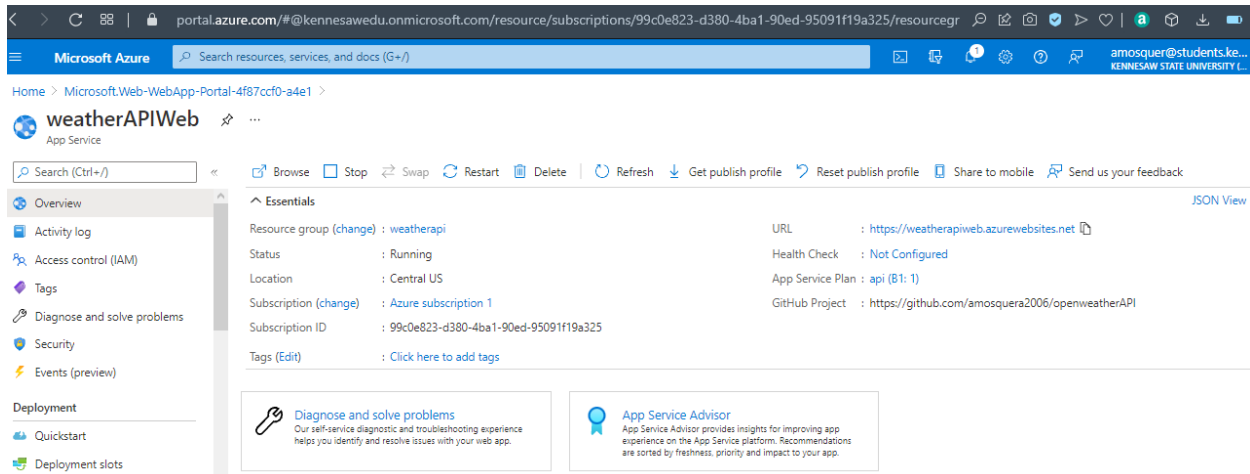 portal.azure.com/#@kennesawedu.onmicrosoft.com/resource/subscriptions/99c0e823-d380-4ba1-90ed-95091f19a325/resourcegr
Microsoft Azure
Search resources, services, and docs (G+/)
1
amosquer@students.ke...
KENNESAW STATE UNIVERSITY (...
Home > Microsoft.Web-WebApp-Portal-4f87ccf0-a4e1 >
weatherAPIWeb
...
App Service
Search (Ctrl+/)
«
Browse Stop Swap Restart Delete Refresh Get publish profile Reset publish profile Share to mobile Send us your feedback
Overview
Activity log
Access control (IAM)
Tags
Diagnose and solve problems
Security
Events (preview)
Deployment
Quickstart
Deployment slots
Essentials
JSON View
Resource group (change) : weatherapi
Status : Running
Location : Central US
Subscription (change) : Azure subscription 1
Subscription ID : 99c0e823-d380-4ba1-90ed-95091f19a325
Tags (Edit) : Click here to add tags
URL : https://weatherapiweb.azurewebsites.net
Health Check : Not Configured
App Service Plan : api (B1: 1)
GitHub Project : https://github.com/amosquera2006/openweatherAPI
Diagnose and solve problems
Our self-service diagnostic and troubleshooting experience
helps you identify and resolve issues with your web app.
App Service Advisor
App Service Advisor provides insights for improving app
experience on the App Service platform. Recommendations
are sorted by freshness, priority and impact to your app.